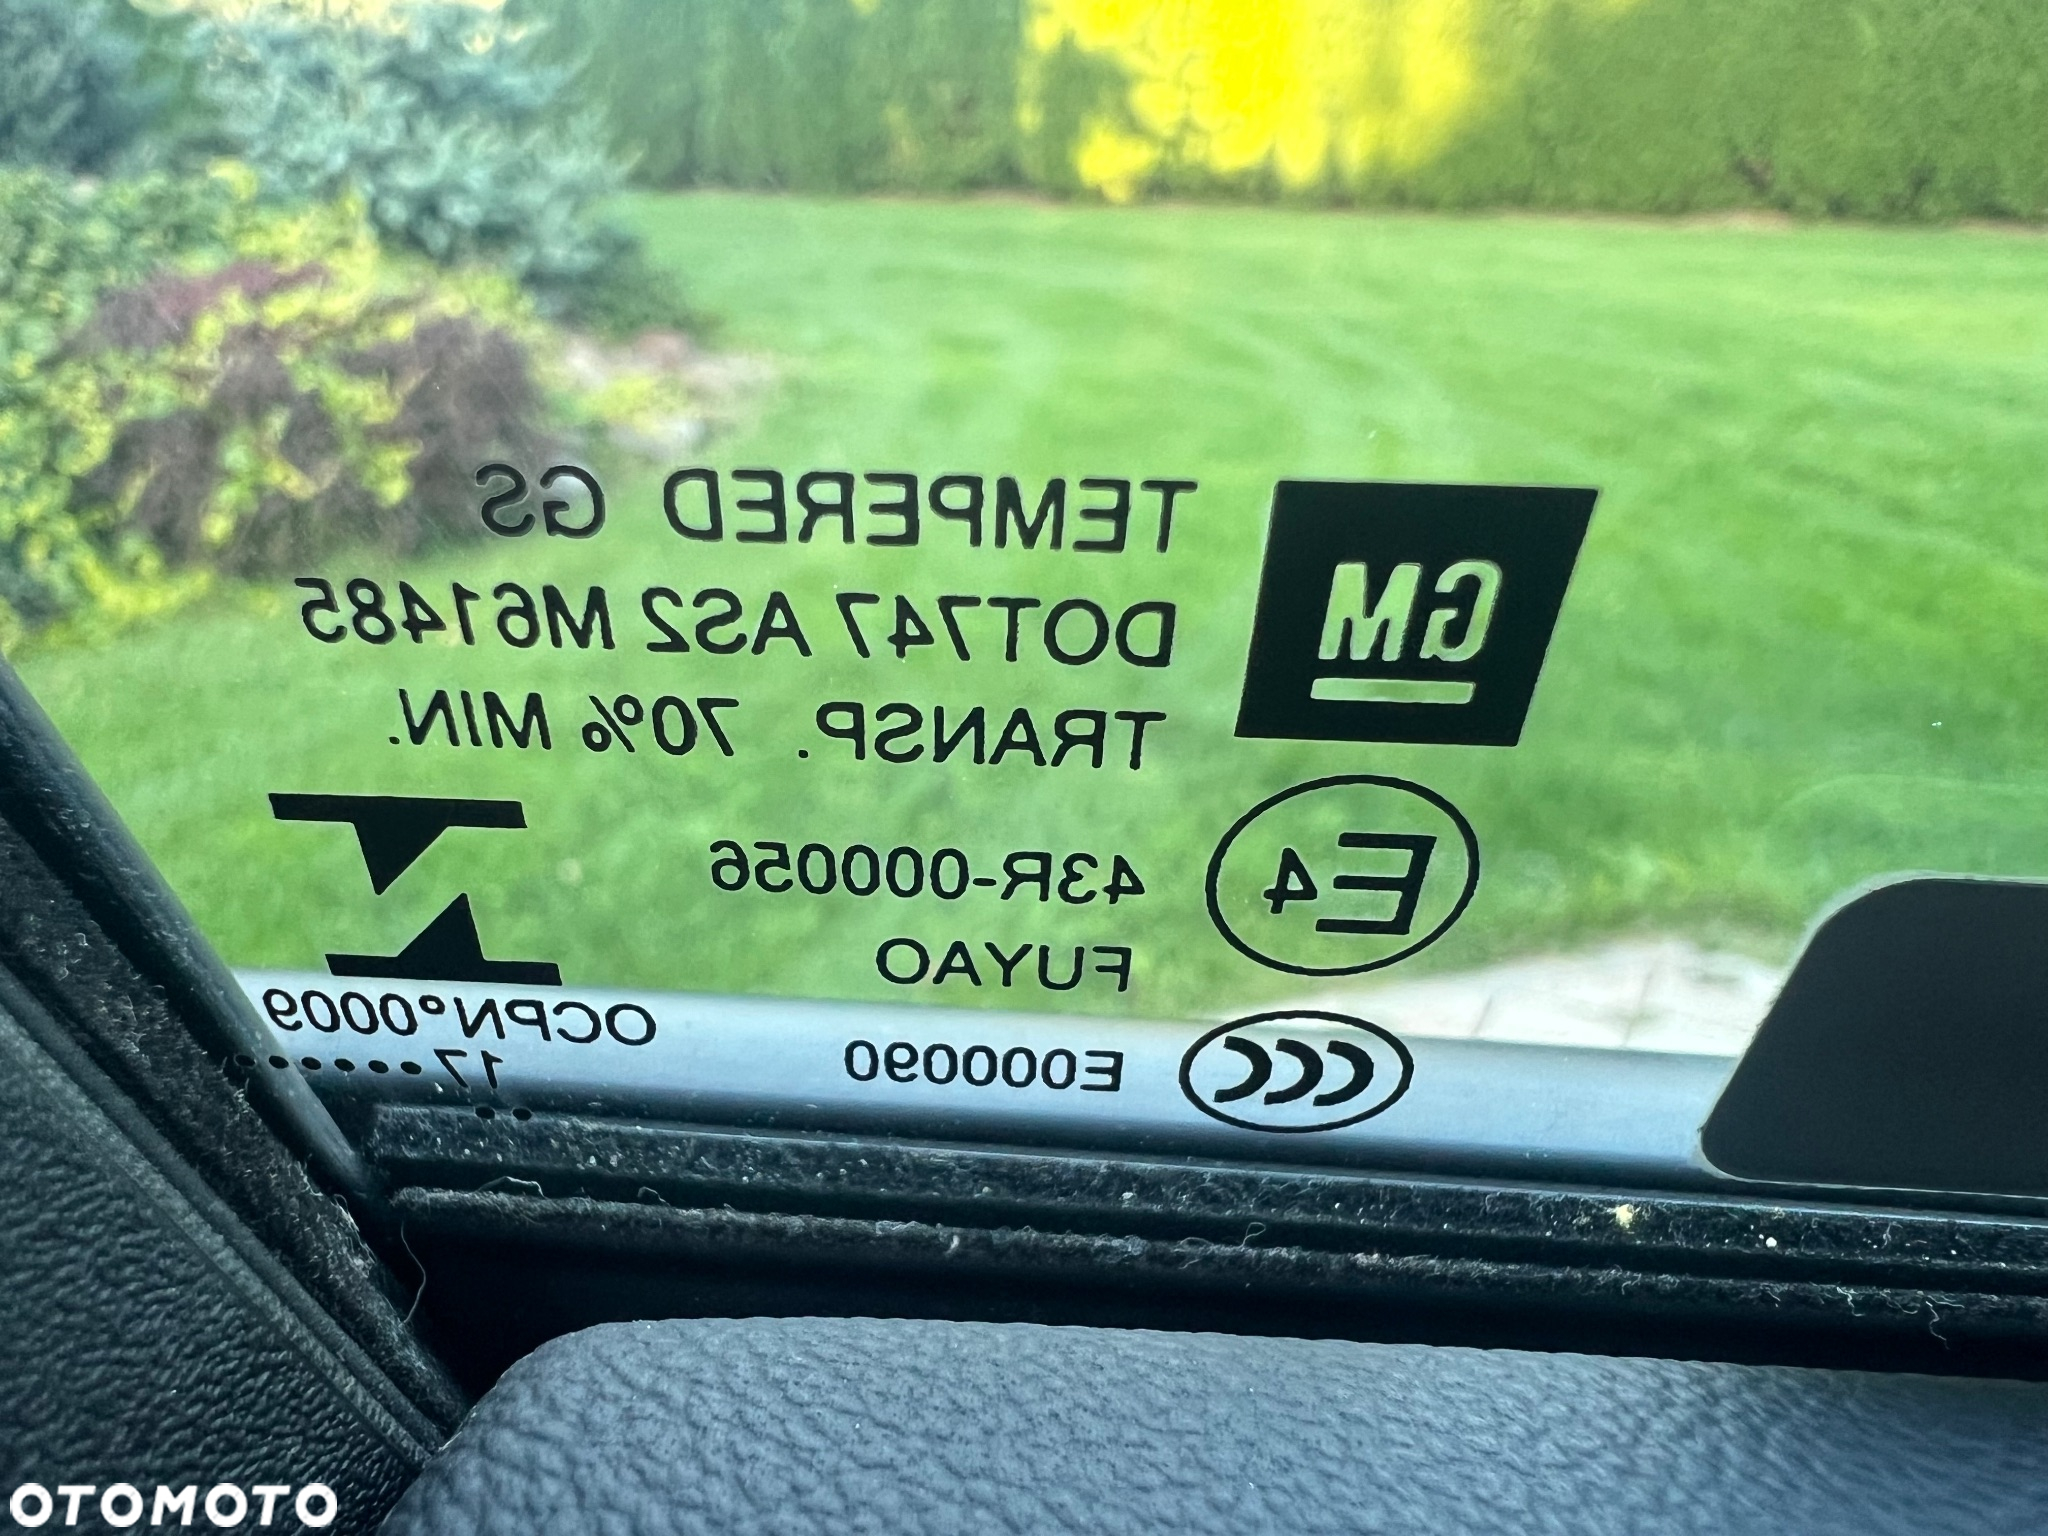 GM
TEMPERED GS
DOT747 AS2 M61485
TRANSP. 70% MIN.
E4
43R-000056
FUYAO
CCC
E000090
OCPN°0009
..17.......
OTOMOTO